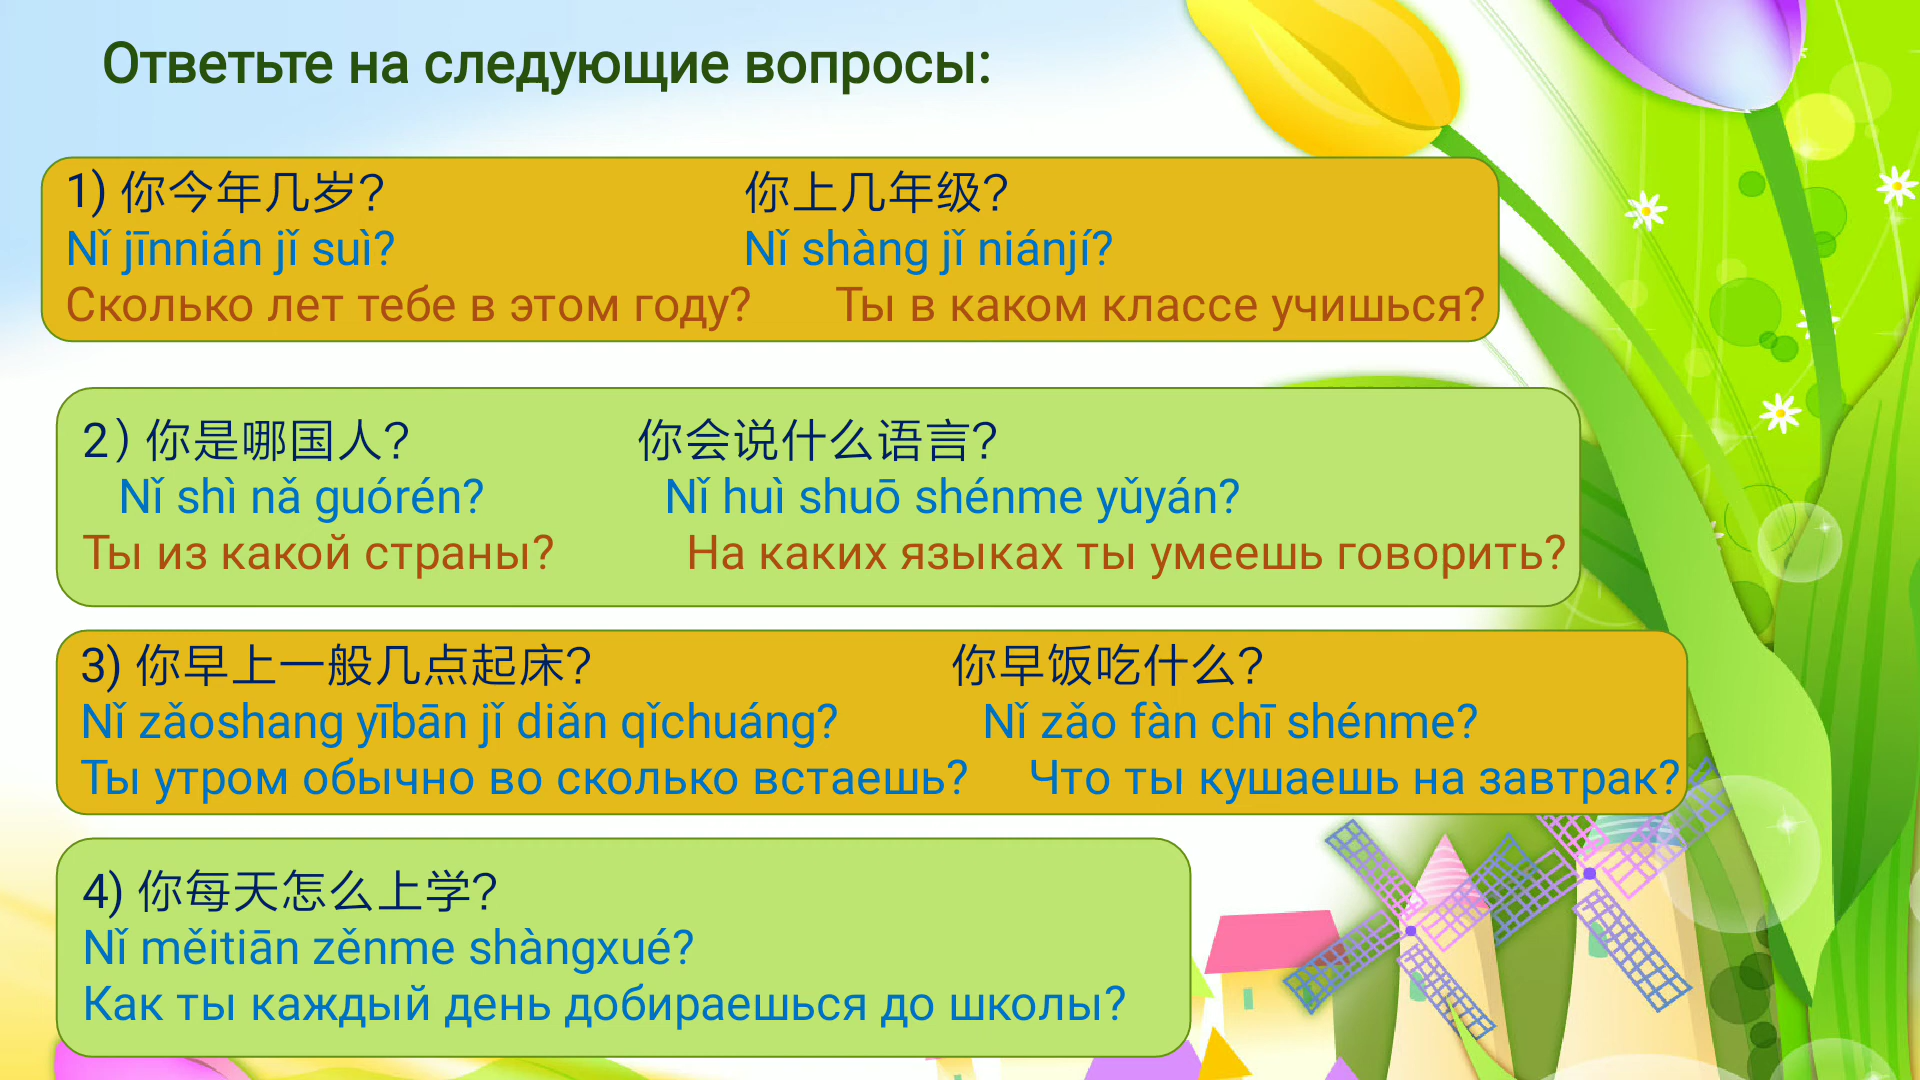 Ответьте на следующие вопросы:
1) 你今年几岁? 你上几年级?
Nǐ jīnnián jǐ suì? Nǐ shàng jǐ niánjí?
Сколько лет тебе в этом году? Ты в каком классе учишься?
2) 你是哪国人? 你会说什么语言?
Nǐ shì nǎ guórén? Nǐ huì shuō shénme yǔyán?
Ты из какой страны? На каких языках ты умеешь говорить?
3) 你早上一般几点起床? 你早饭吃什么?
Nǐ zǎoshang yībān jǐ diǎn qǐchuáng? Nǐ zǎo fàn chī shénme?
Ты утром обычно во сколько встаешь? Что ты кушаешь на завтрак?
4) 你每天怎么上学?
Nǐ měitiān zěnme shàngxué?
Как ты каждый день добираешься до школы?